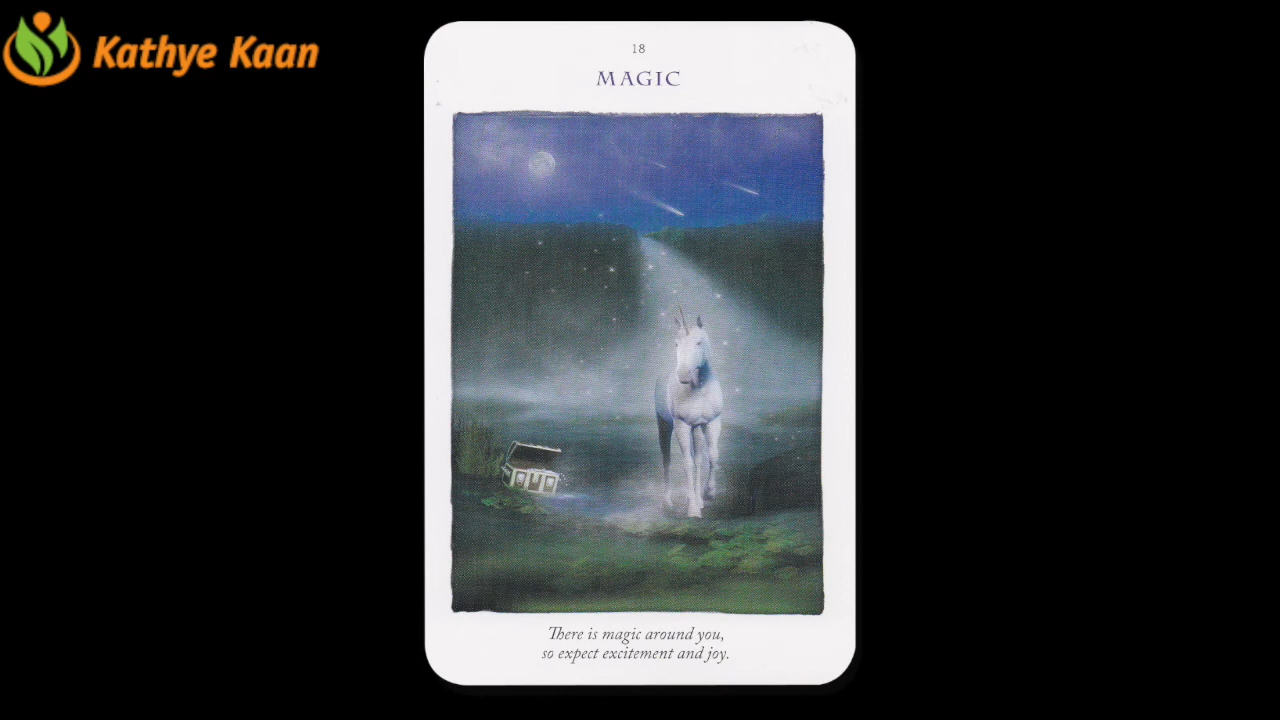 Kathye Kaan
18
MAGIC
There is magic around you,
so expect excitement and joy.